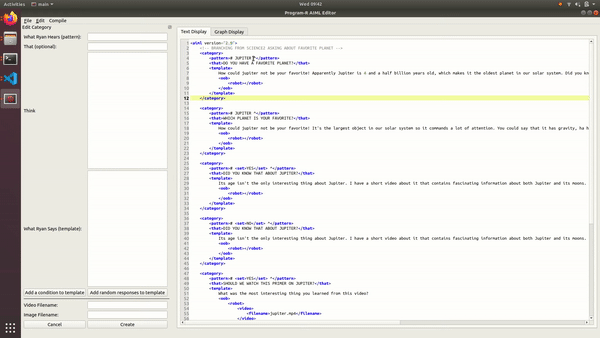 Activities
main
Wed 09:42
Program-R AIML Editor
File Edit Compile
Edit Category
What Ryan Hears (pattern):
That (optional):
Think
What Ryan Says (template):
Add a condition to template
Add random responses to template
Video Filename:
Image Filename:
Cancel
Create
Text Display
Graph Display
1 <aiml version="2.0">
2 <!-- BRANCHING FROM SCIENCE2 ASKING ABOUT FAVORITE PLANET -->
3 <category>
4 <pattern># JUPITER ^</pattern>
5 <that>DO YOU HAVE A FAVORITE PLANET?</that>
6 <template>
7 How could jupiter not be your favorite! Apparently Jupiter is 4 and a half billion years old, which makes it the oldest planet in our solar system. Did you kn
8 <oob>
9 <robot></robot>
10 </oob>
11 </template>
12 </category>
13
14 <category>
15 <pattern># JUPITER ^</pattern>
16 <that>WHICH PLANET IS YOUR FAVORITE?</that>
17 <template>
18 How could jupiter not be your favorite: It's the largest object in our solar system so it commands a lot of attention. You could say that it has gravity, ha h
19 <oob>
20 <robot></robot>
21 </oob>
22 </template>
23 </category>
24
25 <category>
26 <pattern># <set>YES</set> ^</pattern>
27 <that>DID YOU KNOW THAT ABOUT JUPITER?</that>
28 <template>
29 Its age isn't the only interesting thing about Jupiter. I have a short video about it that contains fascinating information about both Jupiter and its moons.
30 <oob>
31 <robot></robot>
32 </oob>
33 </template>
34 </category>
35
36 <category>
37 <pattern># <set>NO</set> ^</pattern>
38 <that>DID YOU KNOW THAT ABOUT JUPITER?</that>
39 <template>
40 Its age isn't the only interesting thing about Jupiter. I have a short video about it that contains fascinating information about both Jupiter and its moons.
41 <oob>
42 <robot></robot>
43 </oob>
44 </template>
45 </category>
46
47 <category>
48 <pattern># <set>YES</set> ^</pattern>
49 <that>SHOULD WE WATCH THIS PRIMER ON JUPITER?</that>
50 <template>
51 What was the most interesting thing you learned from this video?
52 <oob>
53 <robot>
54 <video>
55 <filename>jupiter.mp4</filename>
56 </video>